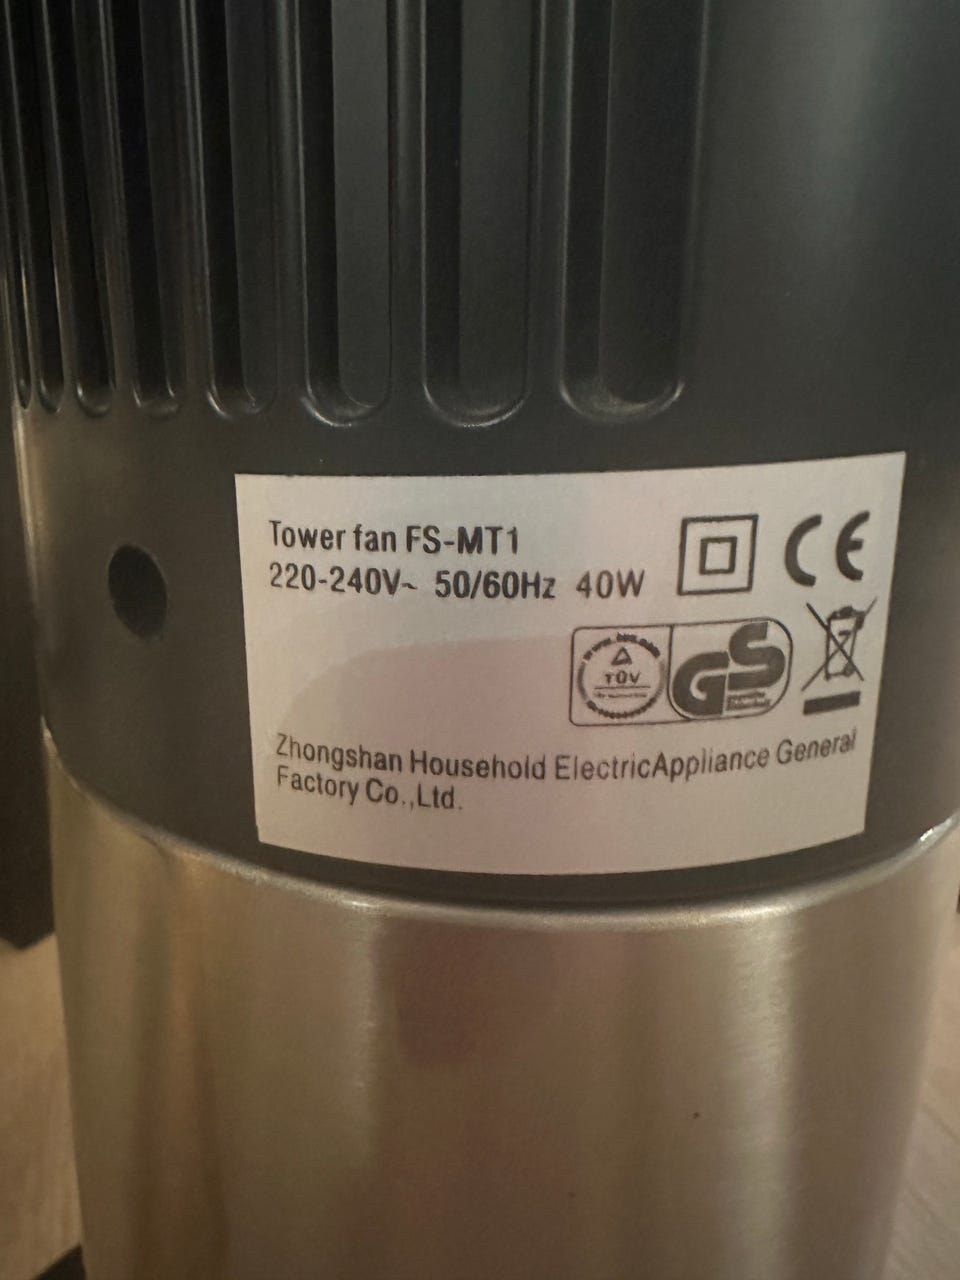 Tower fan FS-MT1
220-240V~ 50/60Hz 40W
CE
TÜV
GS
Zhongshan Household ElectricAppliance General
Factory Co.,Ltd.